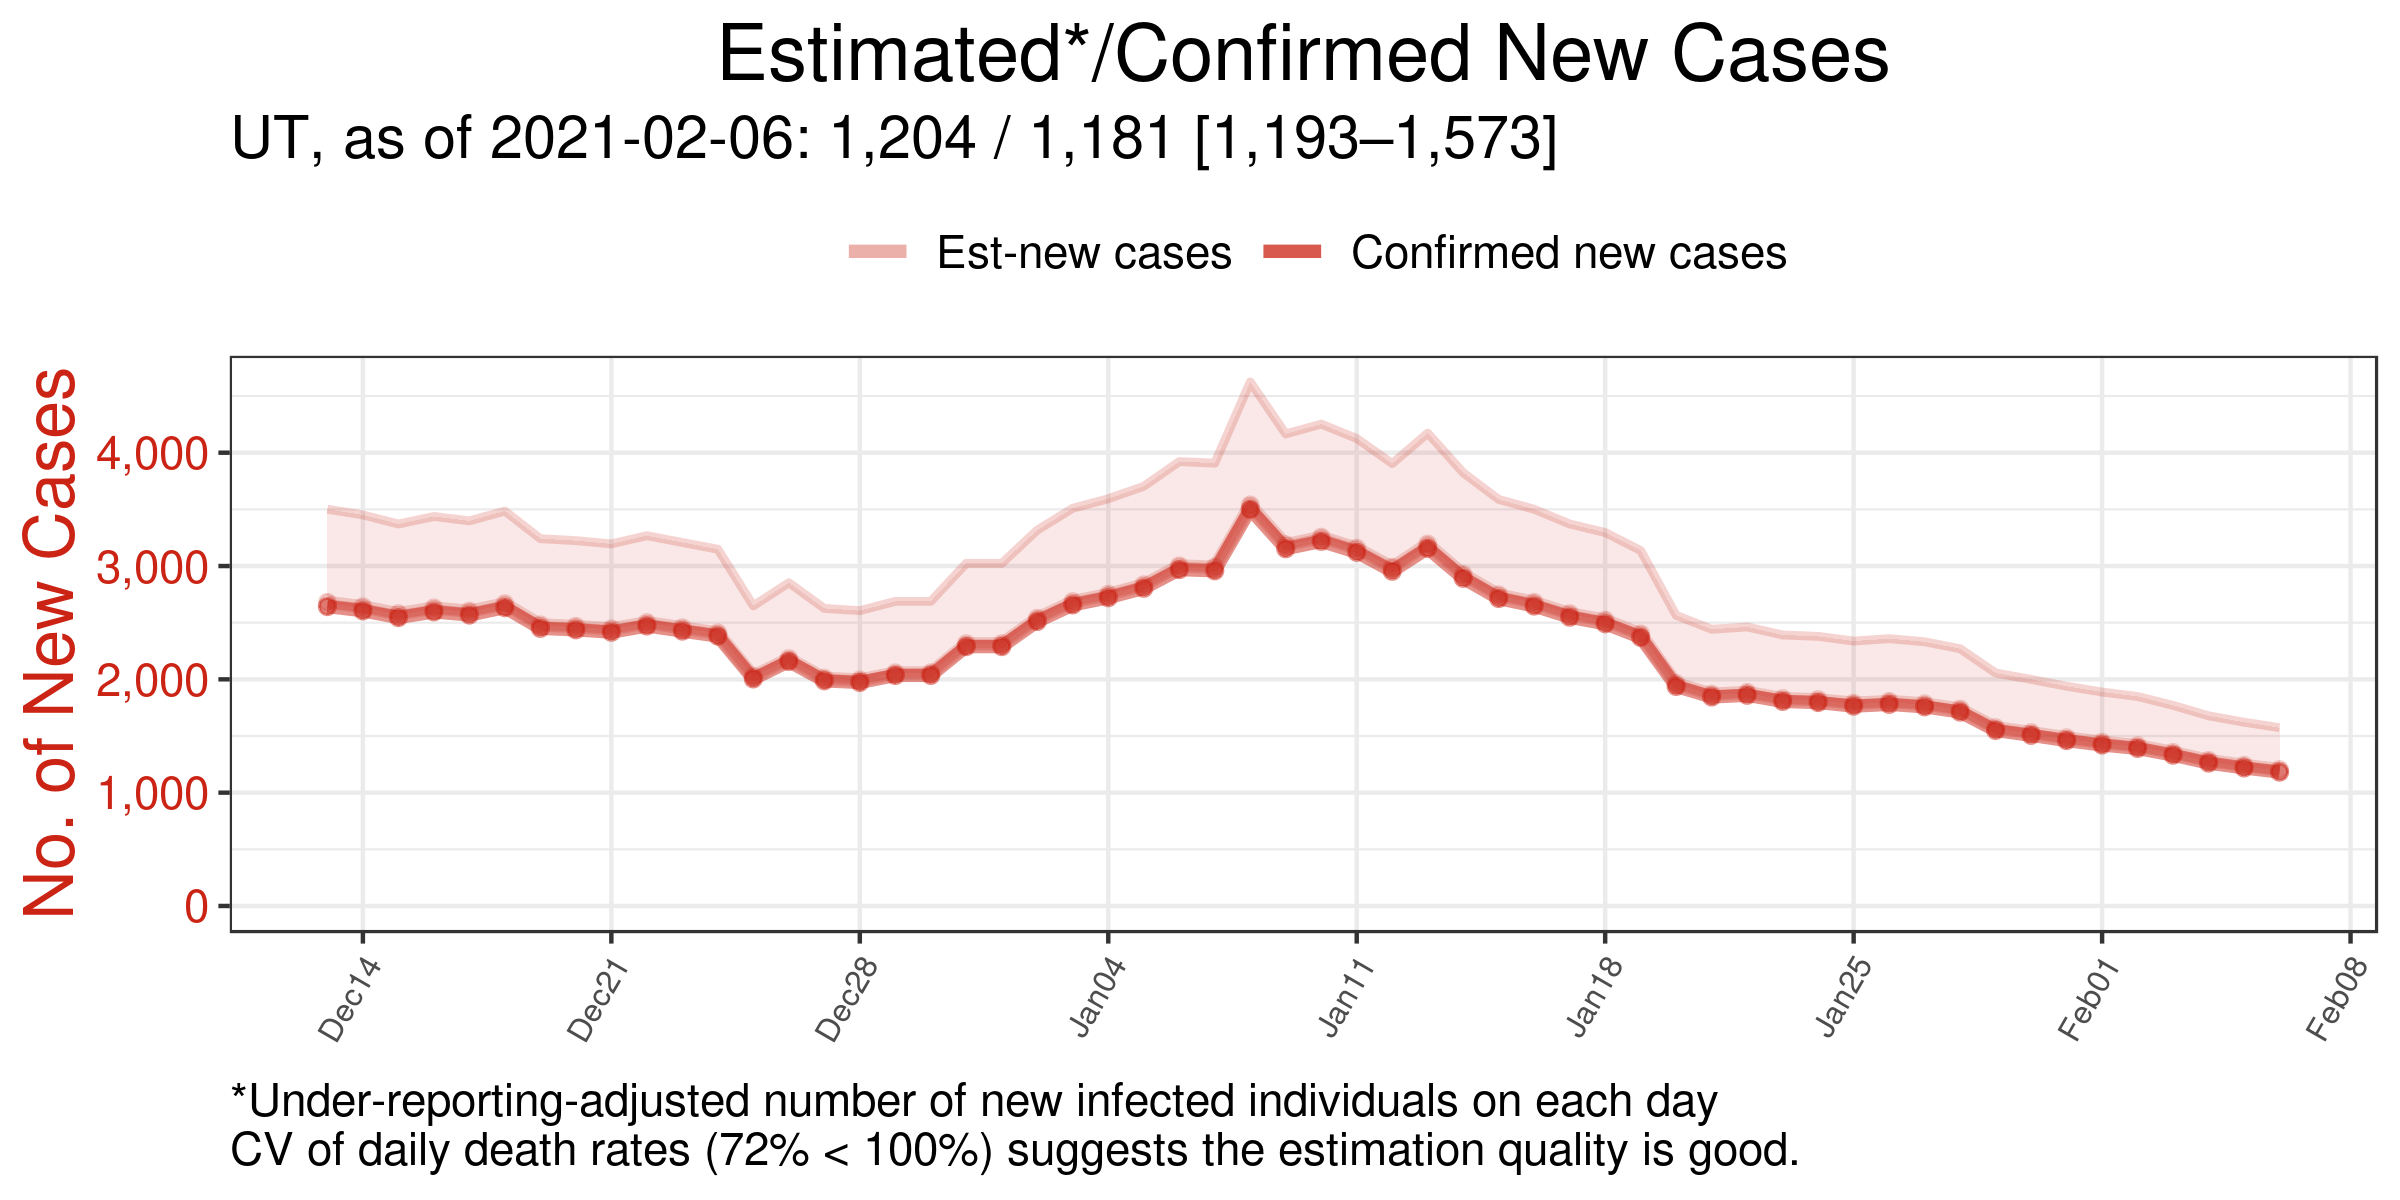 Estimated*/Confirmed New Cases
UT, as of 2021-02-06: 1,204 / 1,181 [1,193–1,573]
Est-new cases Confirmed new cases
No. of New Cases
4,000
3,000
2,000
1,000
0
Dec14 Dec21 Dec28 Jan04 Jan11 Jan18 Jan25 Feb01 Feb08
*Under-reporting-adjusted number of new infected individuals on each day
CV of daily death rates (72% < 100%) suggests the estimation quality is good.